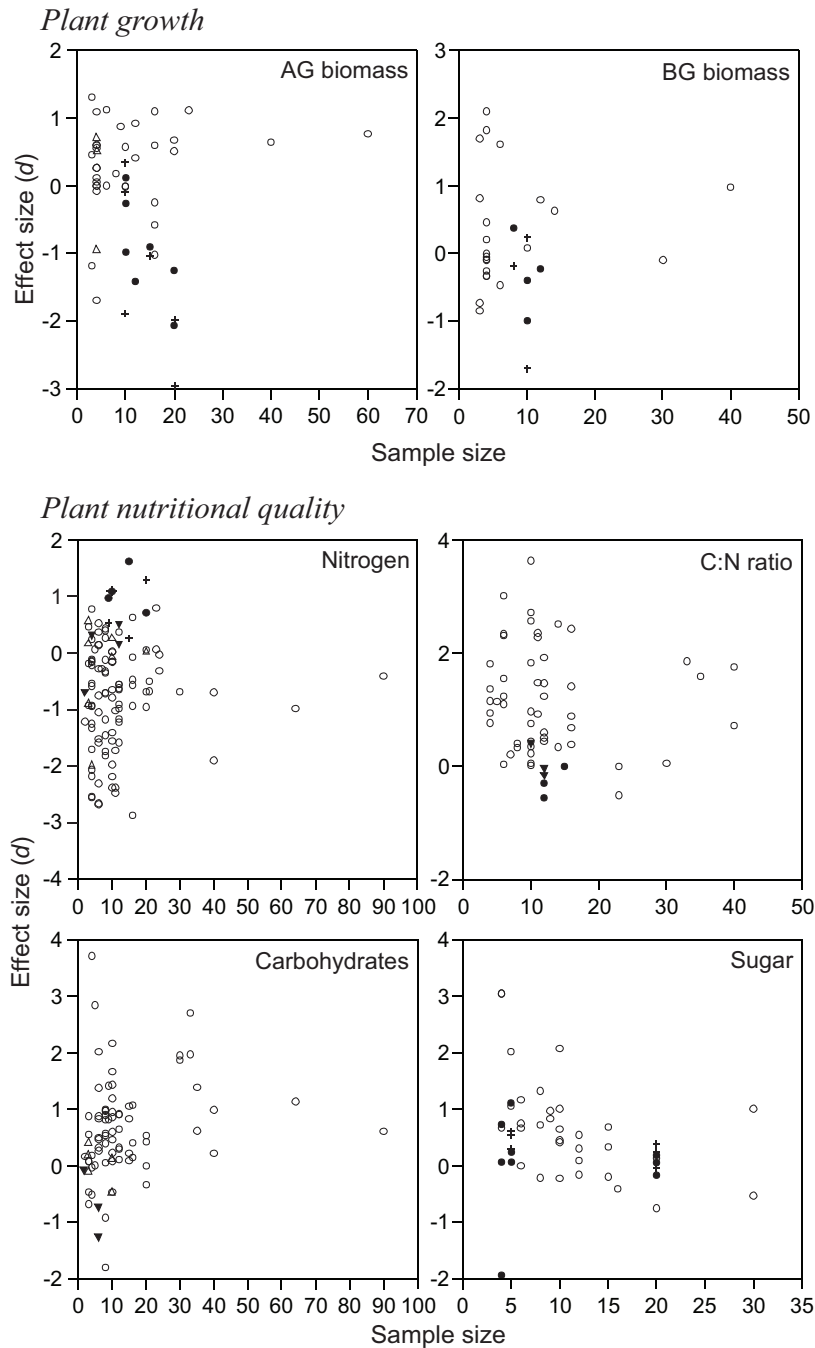 Plant growth
AG biomass
2
1
0
-1
-2
-3
0 10 20 30 40 50 60 70
BG biomass
3
2
1
0
-1
-2
0 10 20 30 40 50
Effect size (d)
Sample size
Plant nutritional quality
Nitrogen
2
1
0
-1
-2
-3
-4
0 10 20 30 40 50 60 70 80 90 100
C:N ratio
4
2
0
-2
0 10 20 30 40 50
Effect size (d)
Carbohydrates
4
3
2
1
0
-1
-2
0 10 20 30 40 50 60 70 80 90 100
Sugar
4
3
2
1
0
-1
-2
0 5 10 15 20 25 30 35
Sample size